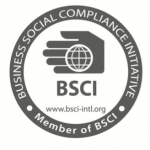 BUSINESS SOCIAL COMPLIANCE INITIATIVE
BSCI
www.bsci-intl.org
• Member of BSCI •